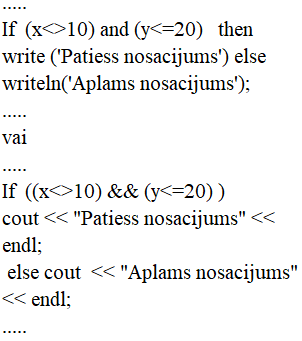 .....
If  (x<>10) and (y<=20)   then
write ('Patiess nosacijums') else
writeln('Aplams nosacijums');
.....
vai
.....
If  ((x<>10) && (y<=20) )
cout << "Patiess nosacijums" <<
endl;
 else cout  << "Aplams nosacijums"
<< endl;
.....